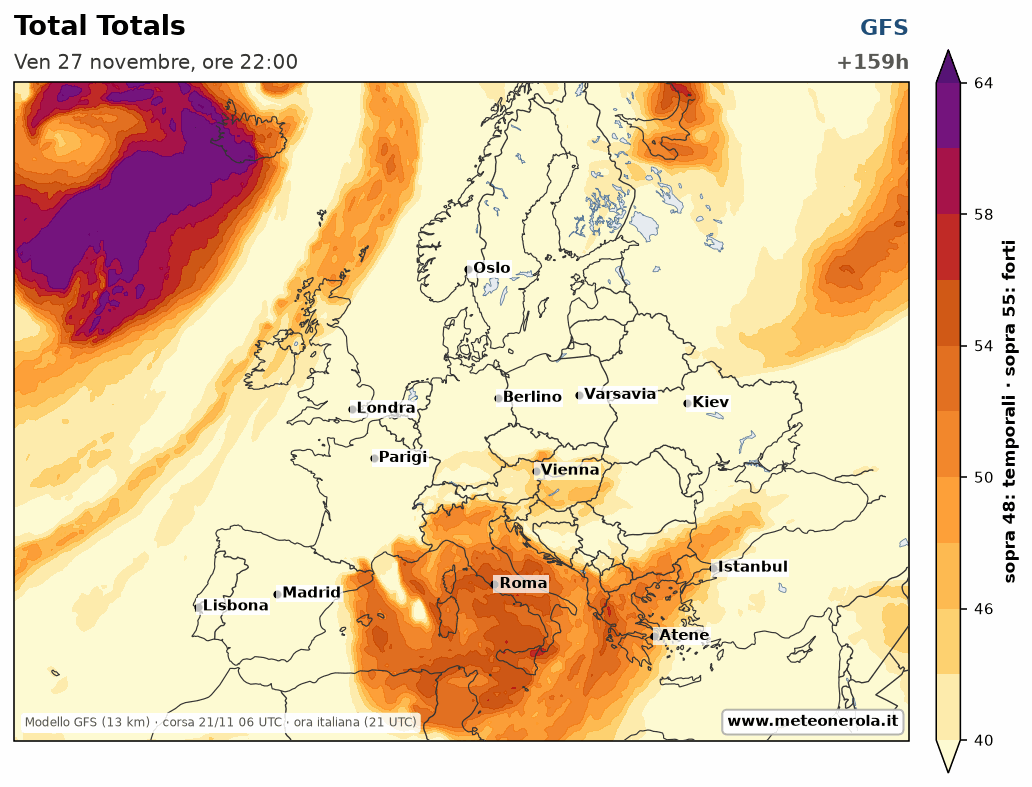 Total Totals
GFS
Ven 27 novembre, ore 22:00
+159h
64
58
54
50
46
40
sopra 48: temporali · sopra 55: forti
Oslo
Berlino
Varsavia
Kiev
Londra
Parigi
Vienna
Istanbul
Roma
Madrid
Lisbona
Atene
Modello GFS (13 km) · corsa 21/11 06 UTC · ora italiana (21 UTC)
www.meteonerola.it